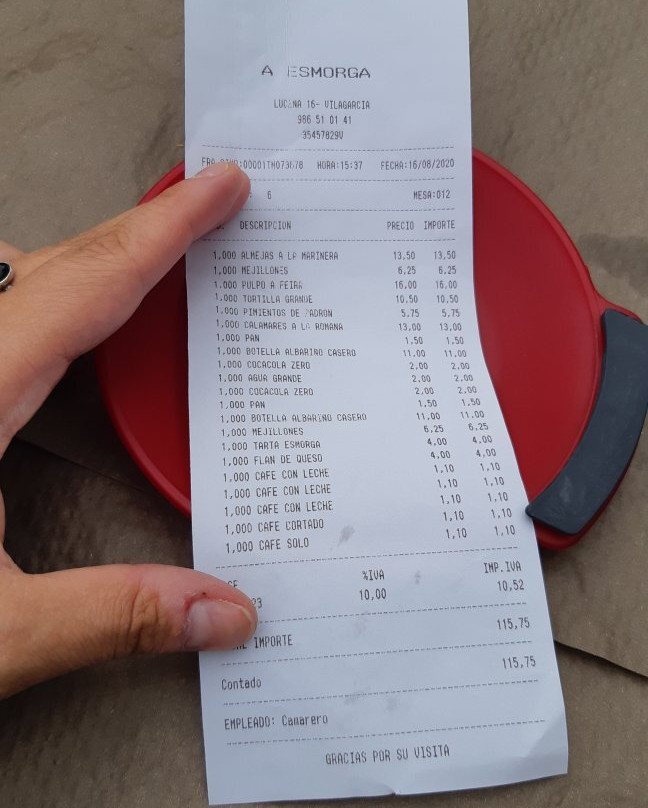 A ESMORGA
LUCENA 16- VILAGARCIA
986 51 01 41
35457829V
HORA:15:37 FECHA:16/08/2020
6 MESA:012
DESCRIPCION PRECIO IMPORTE
1,000 ALMEJAS A LA MARINERA 13,50 13,50
1,000 MEJILLONES 6,25 6,25
1,000 PULPO A FEIRA 16,00 16,00
1,000 TORTILLA GRANDE 10,50 10,50
1,000 PIMIENTOS DE PADRON 5,75 5,75
1,000 CALAMARES A LA ROMANA 13,00 13,00
1,000 PAN 1,50 1,50
1,000 BOTELLA ALBARINO CASERO 11,00 11,00
1,000 COCACOLA ZERO 2,00 2,00
1,000 AGUA GRANDE 2,00 2,00
1,000 COCACOLA ZERO 2,00 2,00
1,000 PAN 1,50 1,50
1,000 BOTELLA ALBARINO CASERO 11,00 11,00
1,000 MEJILLONES 6,25 6,25
1,000 TARTA ESMORGA 4,00 4,00
1,000 FLAN DE QUESO 4,00 4,00
1,000 CAFE CON LECHE 1,10 1,10
1,000 CAFE CON LECHE 1,10 1,10
1,000 CAFE CON LECHE 1,10 1,10
1,000 CAFE CORTADO 1,10 1,10
1,000 CAFE SOLO 1,10 1,10
%IVA IMP.IVA
10,00 10,52
IMPORTE 115,75
Contado 115,75
EMPLEADO: Camarero
GRACIAS POR SU VISITA